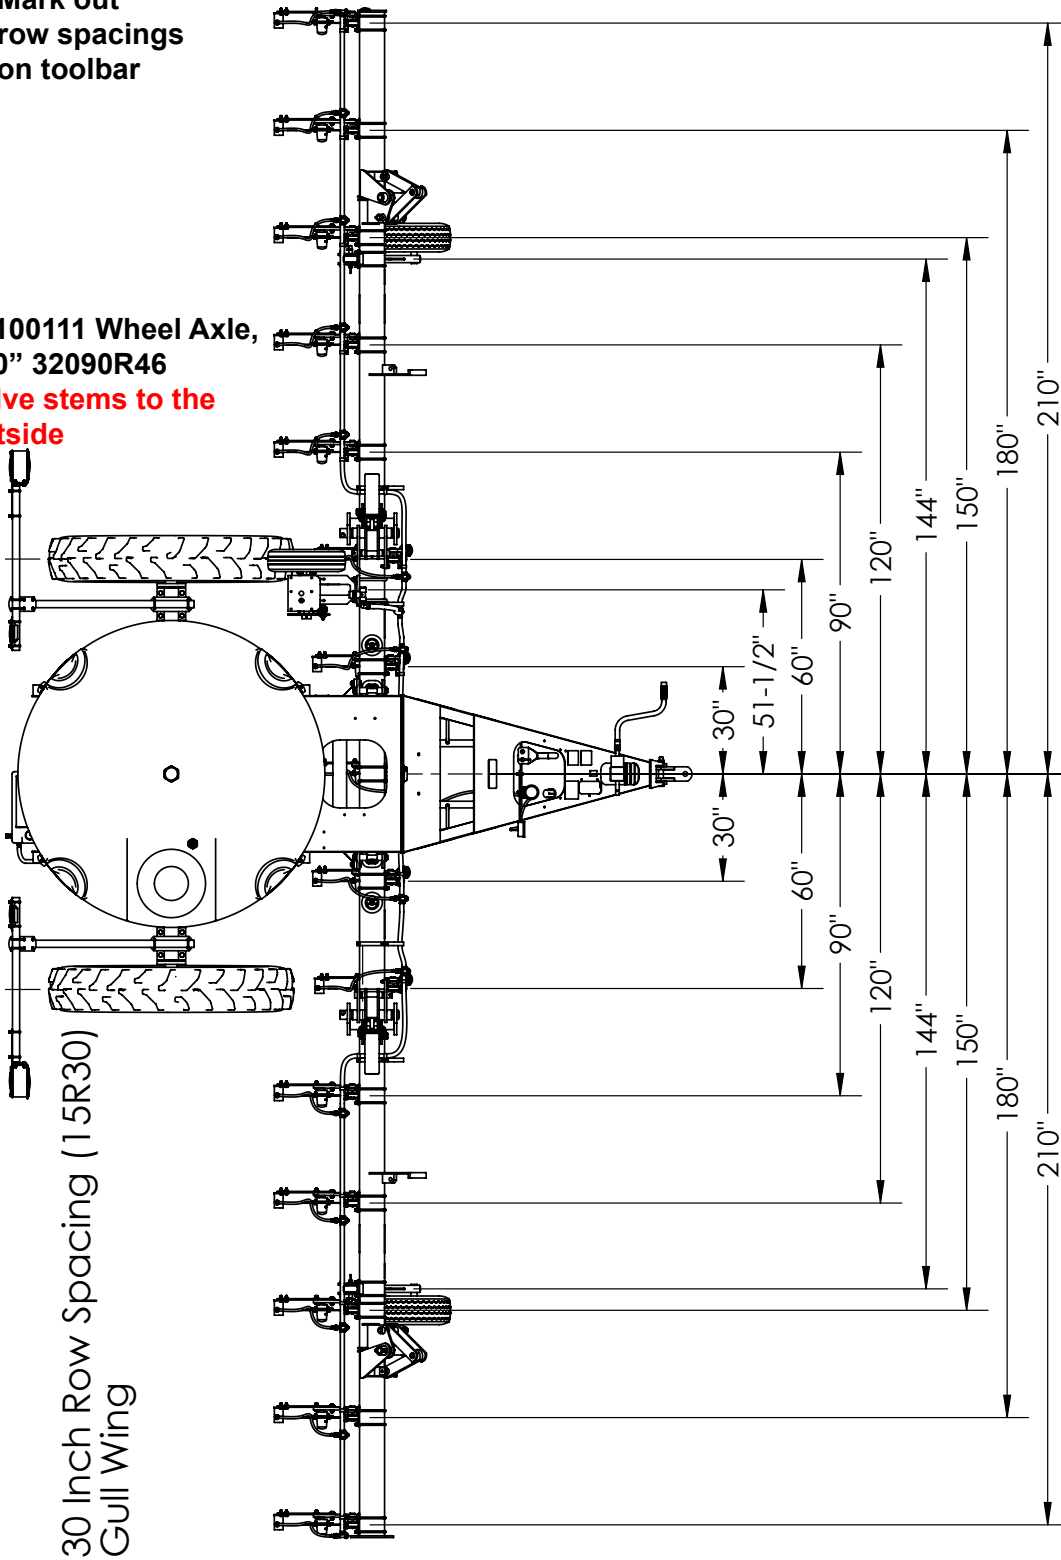 Mark out
row spacings
on toolbar
100111 Wheel Axle,
0” 32090R46
lve stems to the
tside
30 Inch Row Spacing (15R30)
Gull Wing
210"
180"
150"
144"
120"
90"
60"
51-1/2"
30"
30"
60"
90"
120"
144"
150"
180"
210"